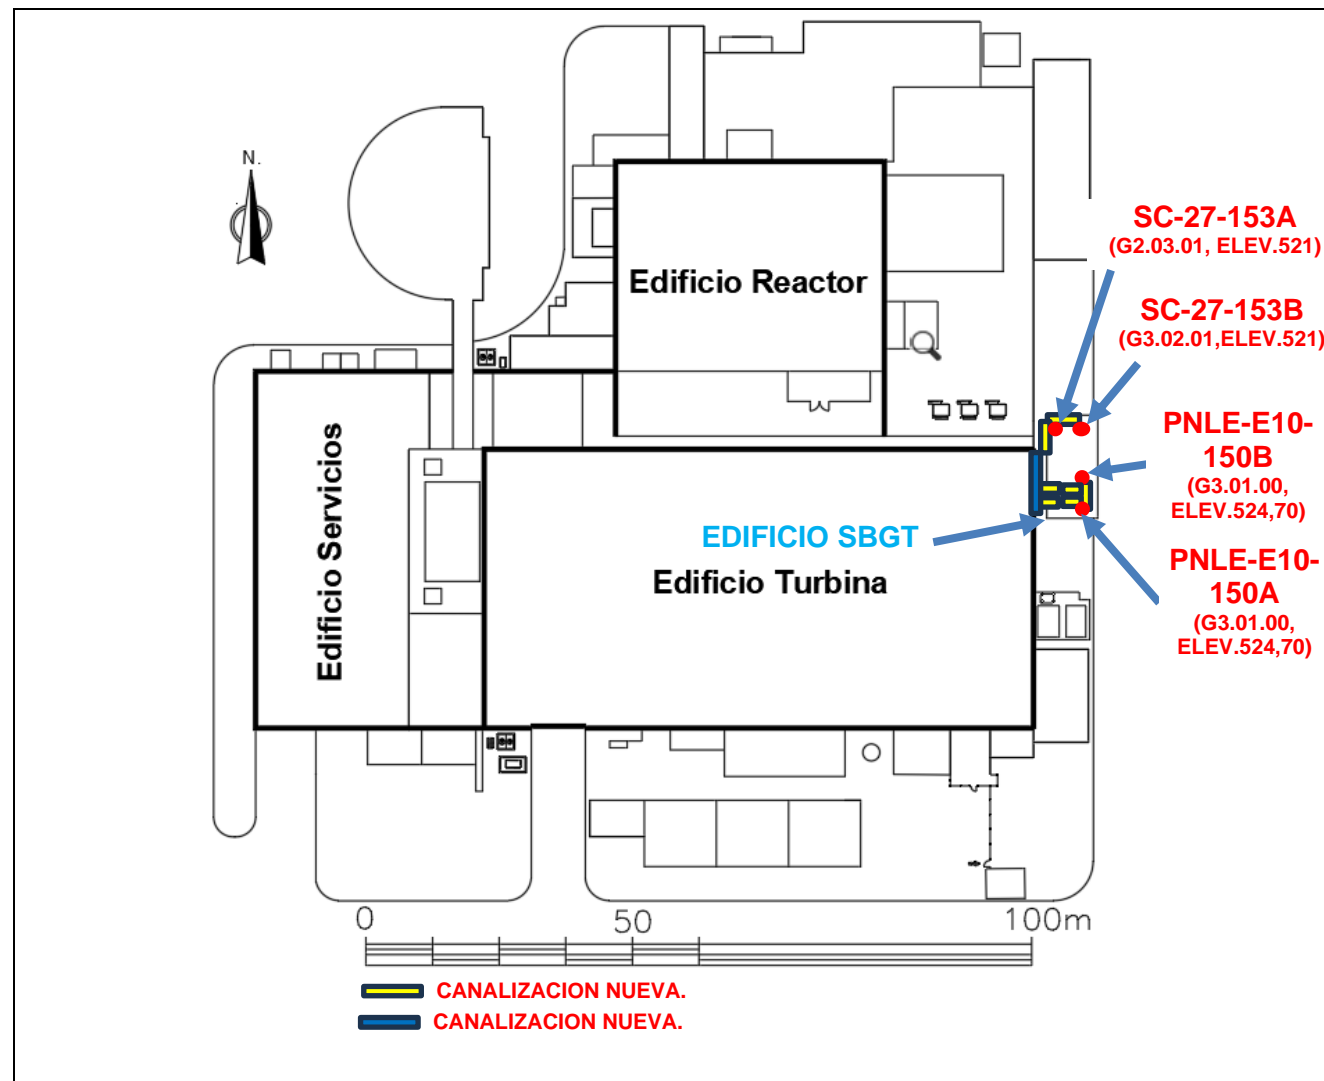 N.
SC-27-153A
(G2.03.01, ELEV.521)
Edificio Reactor
SC-27-153B
(G3.02.01,ELEV.521)
PNLE-E10-
150B
(G3.01.00,
ELEV.524,70)
Edificio Servicios
EDIFICIO SBGT
Edificio Turbina
PNLE-E10-
150A
(G3.01.00,
ELEV.524,70)
0 50 100m
CANALIZACION NUEVA.
CANALIZACION NUEVA.